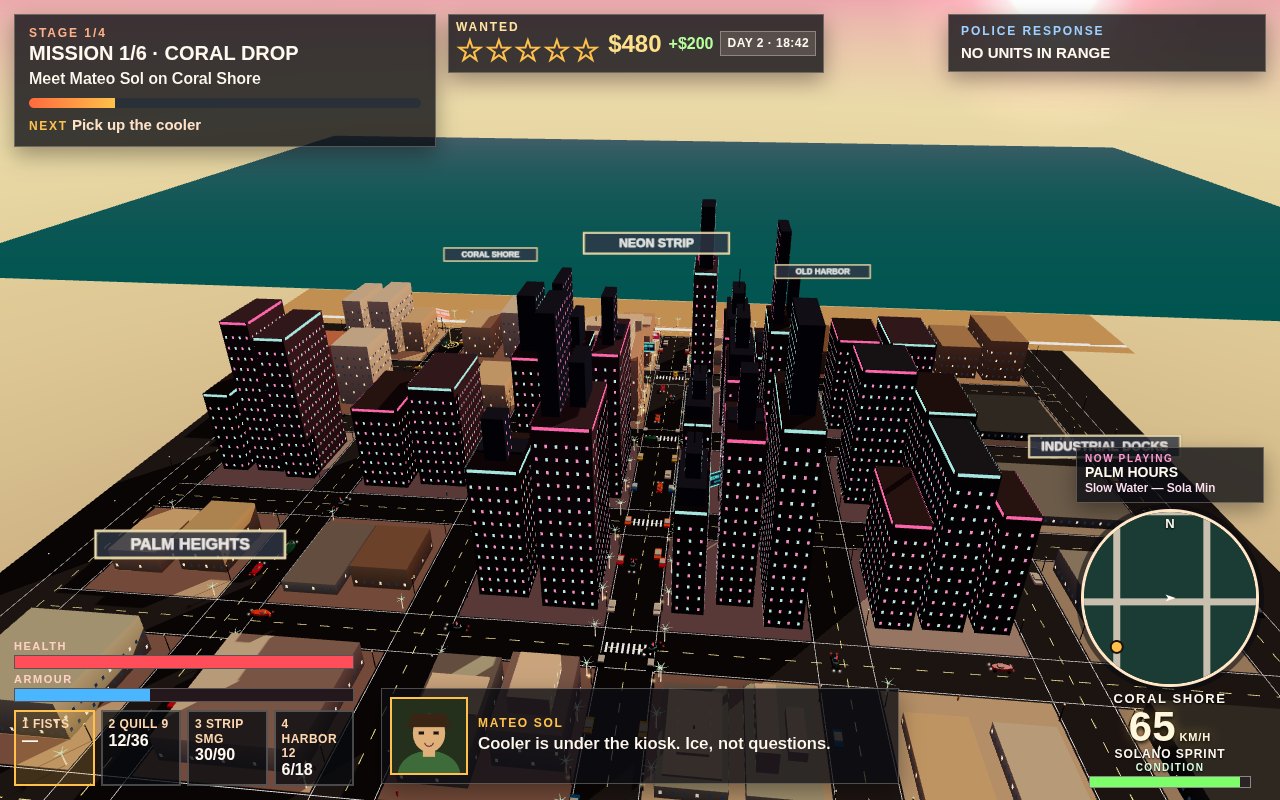 STAGE 1/4
MISSION 1/6 · CORAL DROP
Meet Mateo Sol on Coral Shore
NEXT Pick up the cooler
WANTED
$480 +$200 DAY 2 · 18:42
POLICE RESPONSE
NO UNITS IN RANGE
NEON STRIP
CORAL SHORE
OLD HARBOR
INDUSTRIAL DOCKS
PALM HEIGHTS
NOW PLAYING
PALM HOURS
Slow Water — Sola Min
N
CORAL SHORE
65 KM/H
SOLANO SPRINT
CONDITION
HEALTH
ARMOUR
1 FISTS
—
2 QUILL 9
12/36
3 STRIP
SMG
30/90
4
HARBOR
12
6/18
MATEO SOL
Cooler is under the kiosk. Ice, not questions.